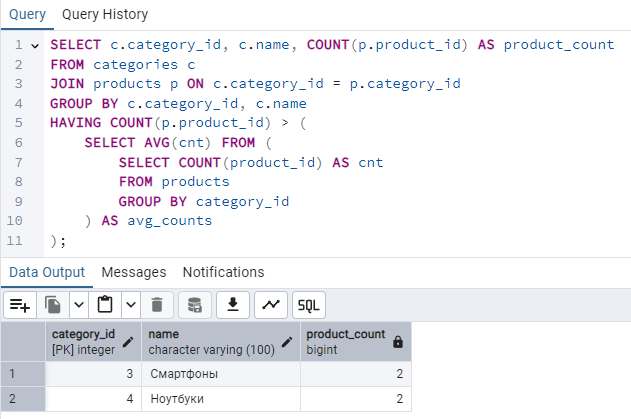 Query Query History
1 SELECT c.category_id, c.name, COUNT(p.product_id) AS product_count
2 FROM categories c
3 JOIN products p ON c.category_id = p.category_id
4 GROUP BY c.category_id, c.name
5 HAVING COUNT(p.product_id) > (
6 SELECT AVG(cnt) FROM (
7 SELECT COUNT(product_id) AS cnt
8 FROM products
9 GROUP BY category_id
10 ) AS avg_counts
11 );
Data Output Messages Notifications
SQL
category_id name product_count
[PK] integer character varying (100) bigint
1 3 Смартфоны 2
2 4 Ноутбуки 2